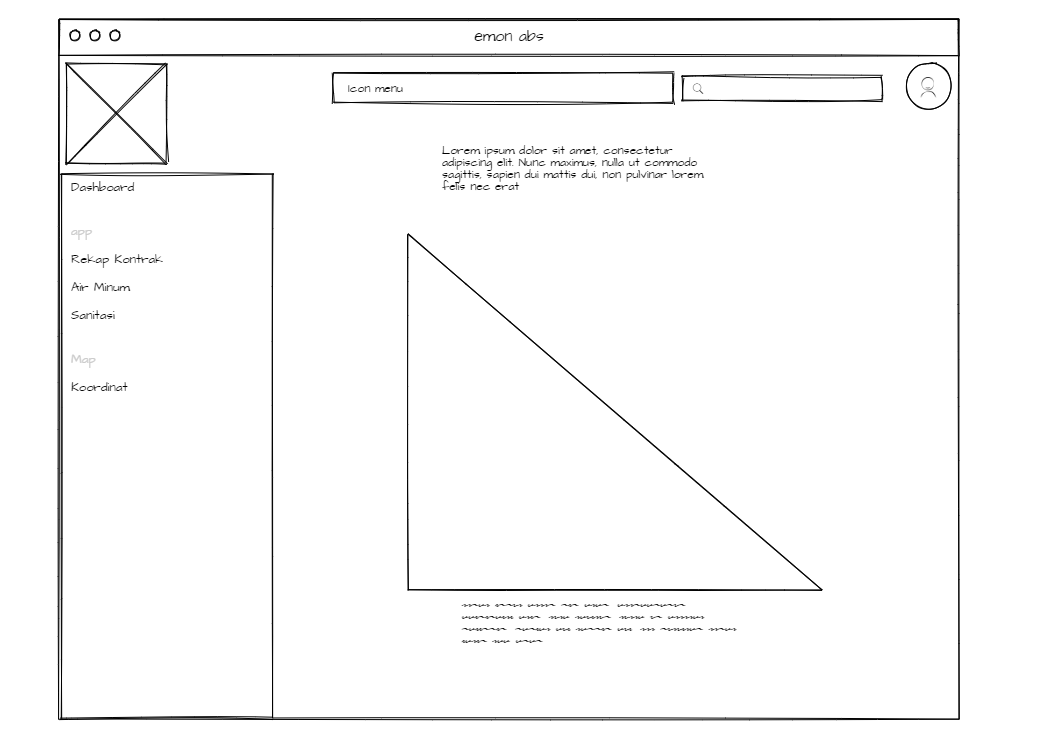 emon abs
Icon menu
Lorem ipsum dolor sit amet, consectetur
adipiscing elit. Nunc maximus, nulla ut commodo
sagittis, sapien dui mattis dui, non pulvinar lorem
felis nec erat
Dashboard
app
Rekap Kontrak
Air Minum
Sanitasi
Map
Koordinat